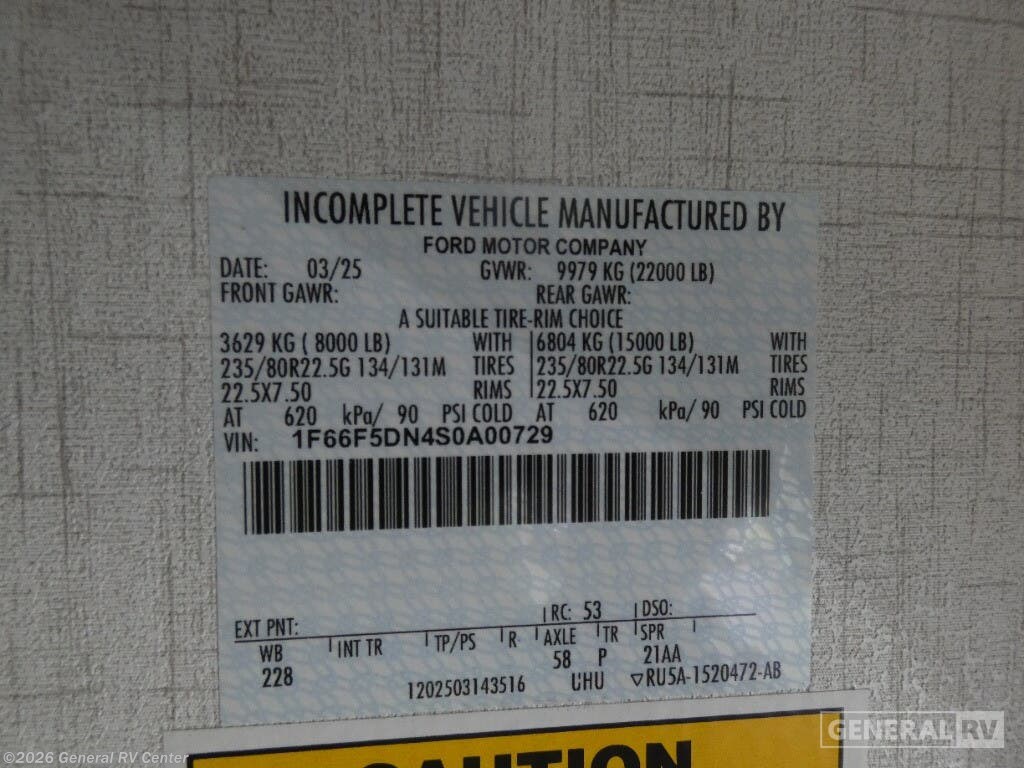 INCOMPLETE VEHICLE MANUFACTURED BY
FORD MOTOR COMPANY
DATE: 03/25 GVWR: 9979 KG (22000 LB)
FRONT GAWR: REAR GAWR:
A SUITABLE TIRE-RIM CHOICE
3629 KG ( 8000 LB) WITH 6804 KG (15000 LB) WITH
235/80R22.5G 134/131M TIRES 235/80R22.5G 134/131M TIRES
22.5X7.50 RIMS 22.5X7.50 RIMS
AT 620 kPa/ 90 PSI COLD AT 620 kPa/ 90 PSI COLD
VIN: 1F66F5DN4S0A00729
RC: 53 DSO:
EXT PNT:
WB INT TR TP/PS R AXLE TR SPR
228 58 P 21AA
1202503143516 UHU ▽RU5A-1520472-AB
CAUTION
GENERAL RV
©2026 General RV Center